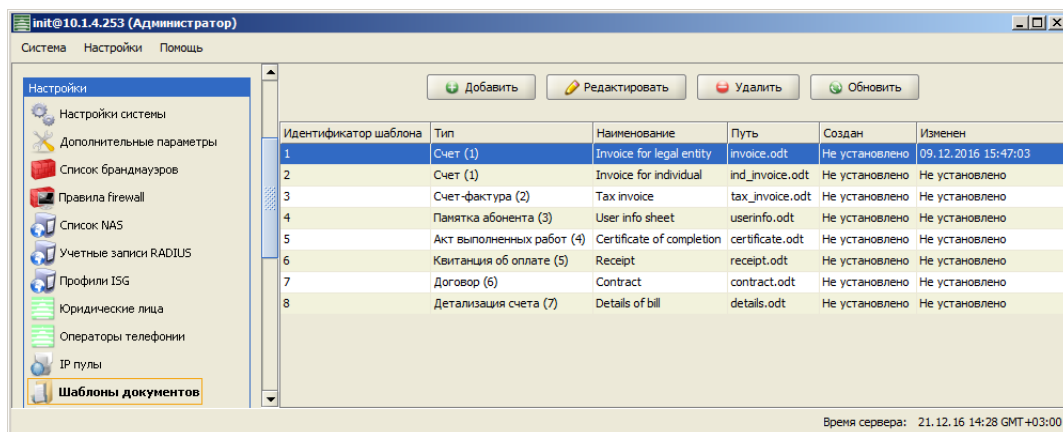 init@10.1.4.253 (Администратор)
Система Настройки Помощь
Настройки
Настройки системы
Дополнительные параметры
Список брандмауэров
Правила firewall
Список NAS
Учетные записи RADIUS
Профили ISG
Юридические лица
Операторы телефонии
IP пулы
Шаблоны документов
Добавить Редактировать Удалить Обновить
Идентификатор шаблона Тип Наименование Путь Создан Изменен
1 Счет (1) Invoice for legal entity invoice.odt Не установлено 09.12.2016 15:47:03
2 Счет (1) Invoice for individual ind_invoice.odt Не установлено Не установлено
3 Счет-фактура (2) Tax invoice tax_invoice.odt Не установлено Не установлено
4 Памятка абонента (3) User info sheet userinfo.odt Не установлено Не установлено
5 Акт выполненных работ (4) Certificate of completion certificate.odt Не установлено Не установлено
6 Квитанция об оплате (5) Receipt receipt.odt Не установлено Не установлено
7 Договор (6) Contract contract.odt Не установлено Не установлено
8 Детализация счета (7) Details of bill details.odt Не установлено Не установлено
Время сервера: 21.12.16 14:28 GMT+03:00